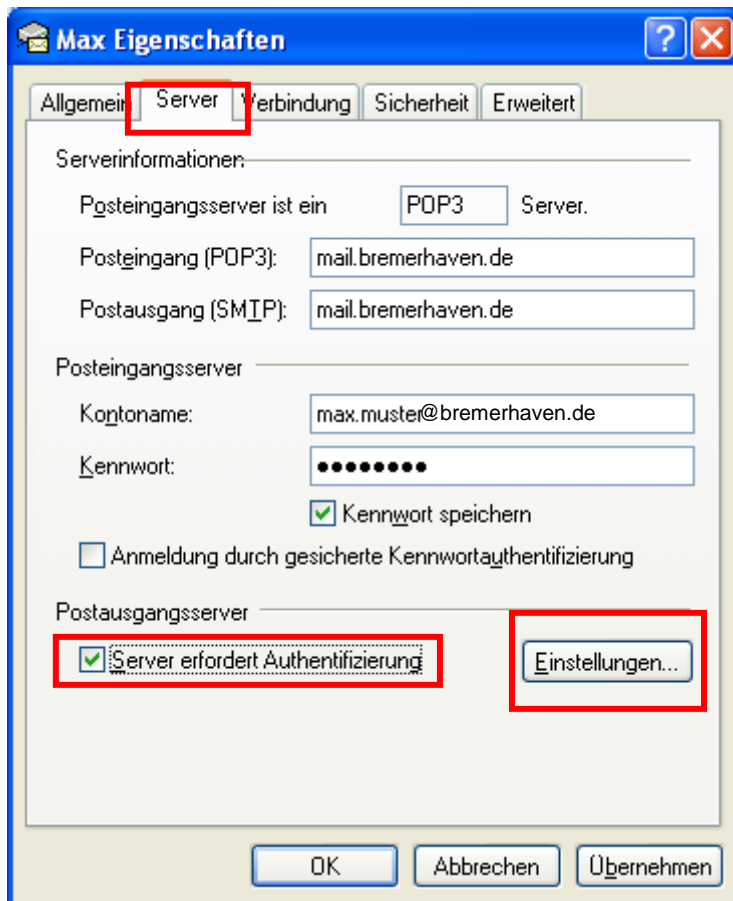 Max Eigenschaften
Allgemein Server Verbindung Sicherheit Erweitert
Serverinformationen
Posteingangsserver ist ein POP3 Server.
Posteingang (POP3): mail.bremerhaven.de
Postausgang (SMTP): mail.bremerhaven.de
Posteingangsserver
Kontoname: max.muster@bremerhaven.de
Kennwort: ●●●●●●●●
Kennwort speichern
Anmeldung durch gesicherte Kennwortauthentifizierung
Postausgangsserver
Server erfordert Authentifizierung Einstellungen...
OK Abbrechen Übernehmen